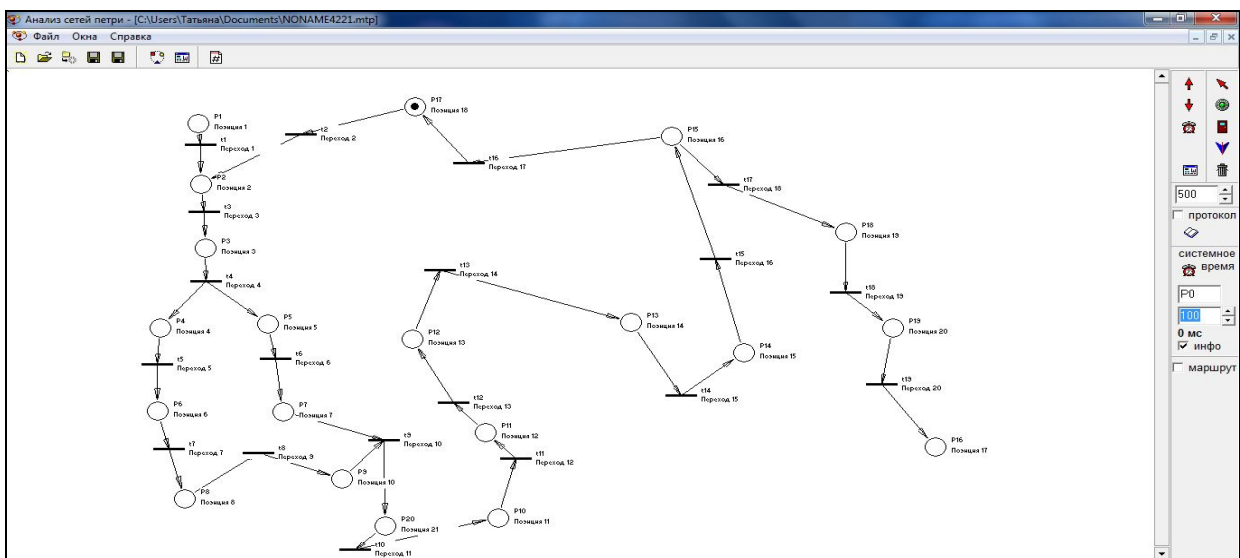 Анализ сетей петри - [C:\Users\Татьяна\Documents\NONAME4221.mtp]
Файл Окна Справка
P1
Позиция 1
t1
Переход 1
P2
Позиция 2
t2
Переход 2
P17
Позиция 18
t16
Переход 17
P15
Позиция 16
t17
Переход 18
P18
Позиция 19
t3
Переход 3
P3
Позиция 3
t4
Переход 4
t13
Переход 14
t15
Переход 16
t18
Переход 19
P4
Позиция 4
P5
Позиция 5
P12
Позиция 13
P13
Позиция 14
P19
Позиция 20
t5
Переход 5
t6
Переход 6
P14
Позиция 15
P6
Позиция 6
P7
Позиция 7
t12
Переход 13
t14
Переход 15
t19
Переход 20
t7
Переход 7
t8
Переход 9
t9
Переход 10
P11
Позиция 12
P16
Позиция 17
t11
Переход 12
P8
Позиция 8
P9
Позиция 10
P20
Позиция 21
P10
Позиция 11
t10
Переход 11
500
протокол
системное
время
P0
100
0 мс
инфо
маршрут